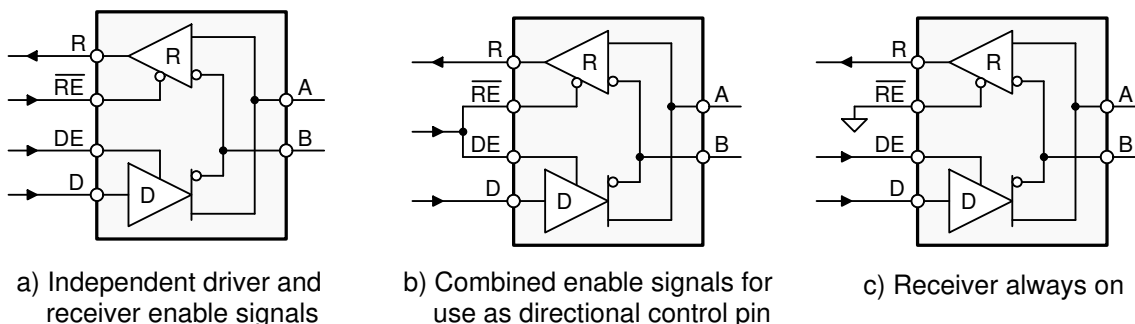 R
R
RE
A
DE
B
D
D
a) Independent driver and
receiver enable signals
R
R
RE
A
DE
B
D
D
b) Combined enable signals for
use as directional control pin
R
R
RE
A
DE
B
D
D
c) Receiver always on